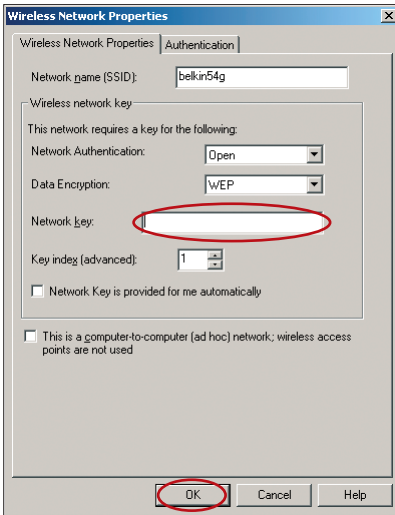 Wireless Network Properties
Wireless Network Properties Authentication
Network name (SSID): belkin54g
Wireless network key
This network requires a key for the following:
Network Authentication: Open
Data Encryption: WEP
Network key:
Key index (advanced): 1
Network Key is provided for me automatically
This is a computer-to-computer (ad hoc) network; wireless access
points are not used
OK Cancel Help